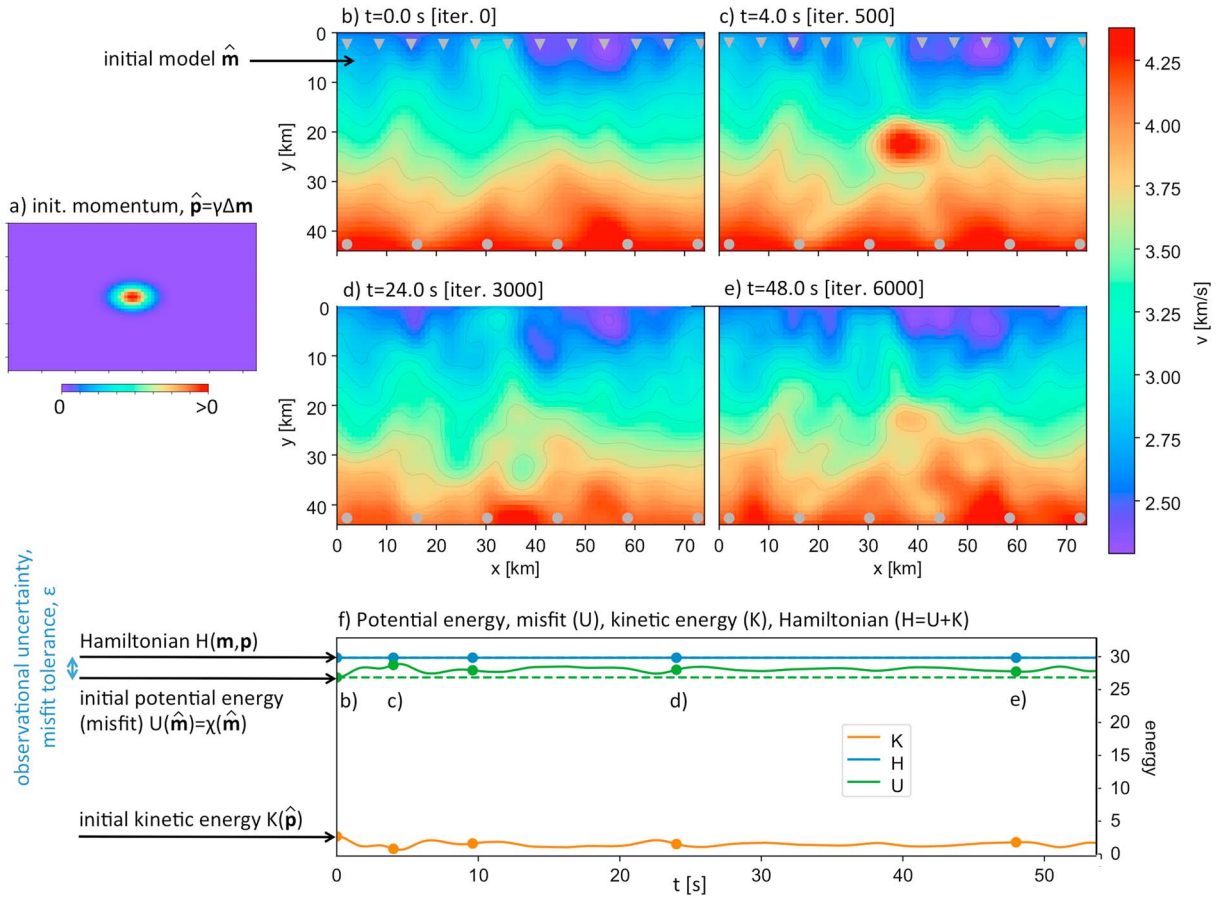 b) t=0.0 s [iter. 0]
c) t=4.0 s [iter. 500]
initial model m̂
0
10
20
30
40
y [km]
4.25
4.00
3.75
3.50
3.25
3.00
2.75
2.50
v [km/s]
a) init. momentum, p̂=γΔm
0
>0
d) t=24.0 s [iter. 3000]
e) t=48.0 s [iter. 6000]
0
10
20
30
40
y [km]
0 10 20 30 40 50 60 70
x [km]
0 10 20 30 40 50 60 70
x [km]
observational uncertainty,
misfit tolerance, ε
f) Potential energy, misfit (U), kinetic energy (K), Hamiltonian (H=U+K)
Hamiltonian H(m,p)
initial potential energy
(misfit) U(m̂)=χ(m̂)
initial kinetic energy K(p̂)
b)
c)
d)
e)
K
H
U
30
25
20
15
10
5
0
energy
0 10 20 30 40 50
t [s]